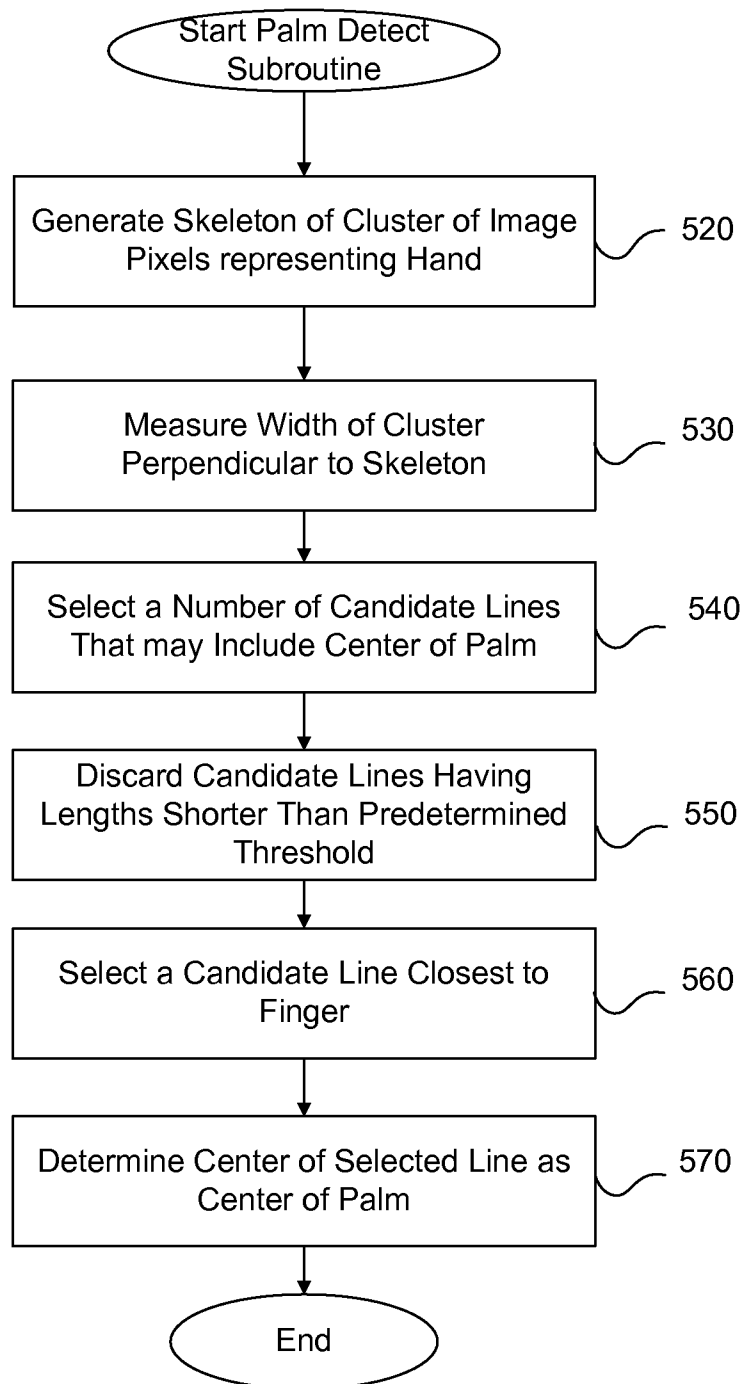 Start Palm Detect
Subroutine
Generate Skeleton of Cluster of Image
Pixels representing Hand
520
Measure Width of Cluster
Perpendicular to Skeleton
530
Select a Number of Candidate Lines
That may Include Center of Palm
540
Discard Candidate Lines Having
Lengths Shorter Than Predetermined
Threshold
550
Select a Candidate Line Closest to
Finger
560
Determine Center of Selected Line as
Center of Palm
570
End